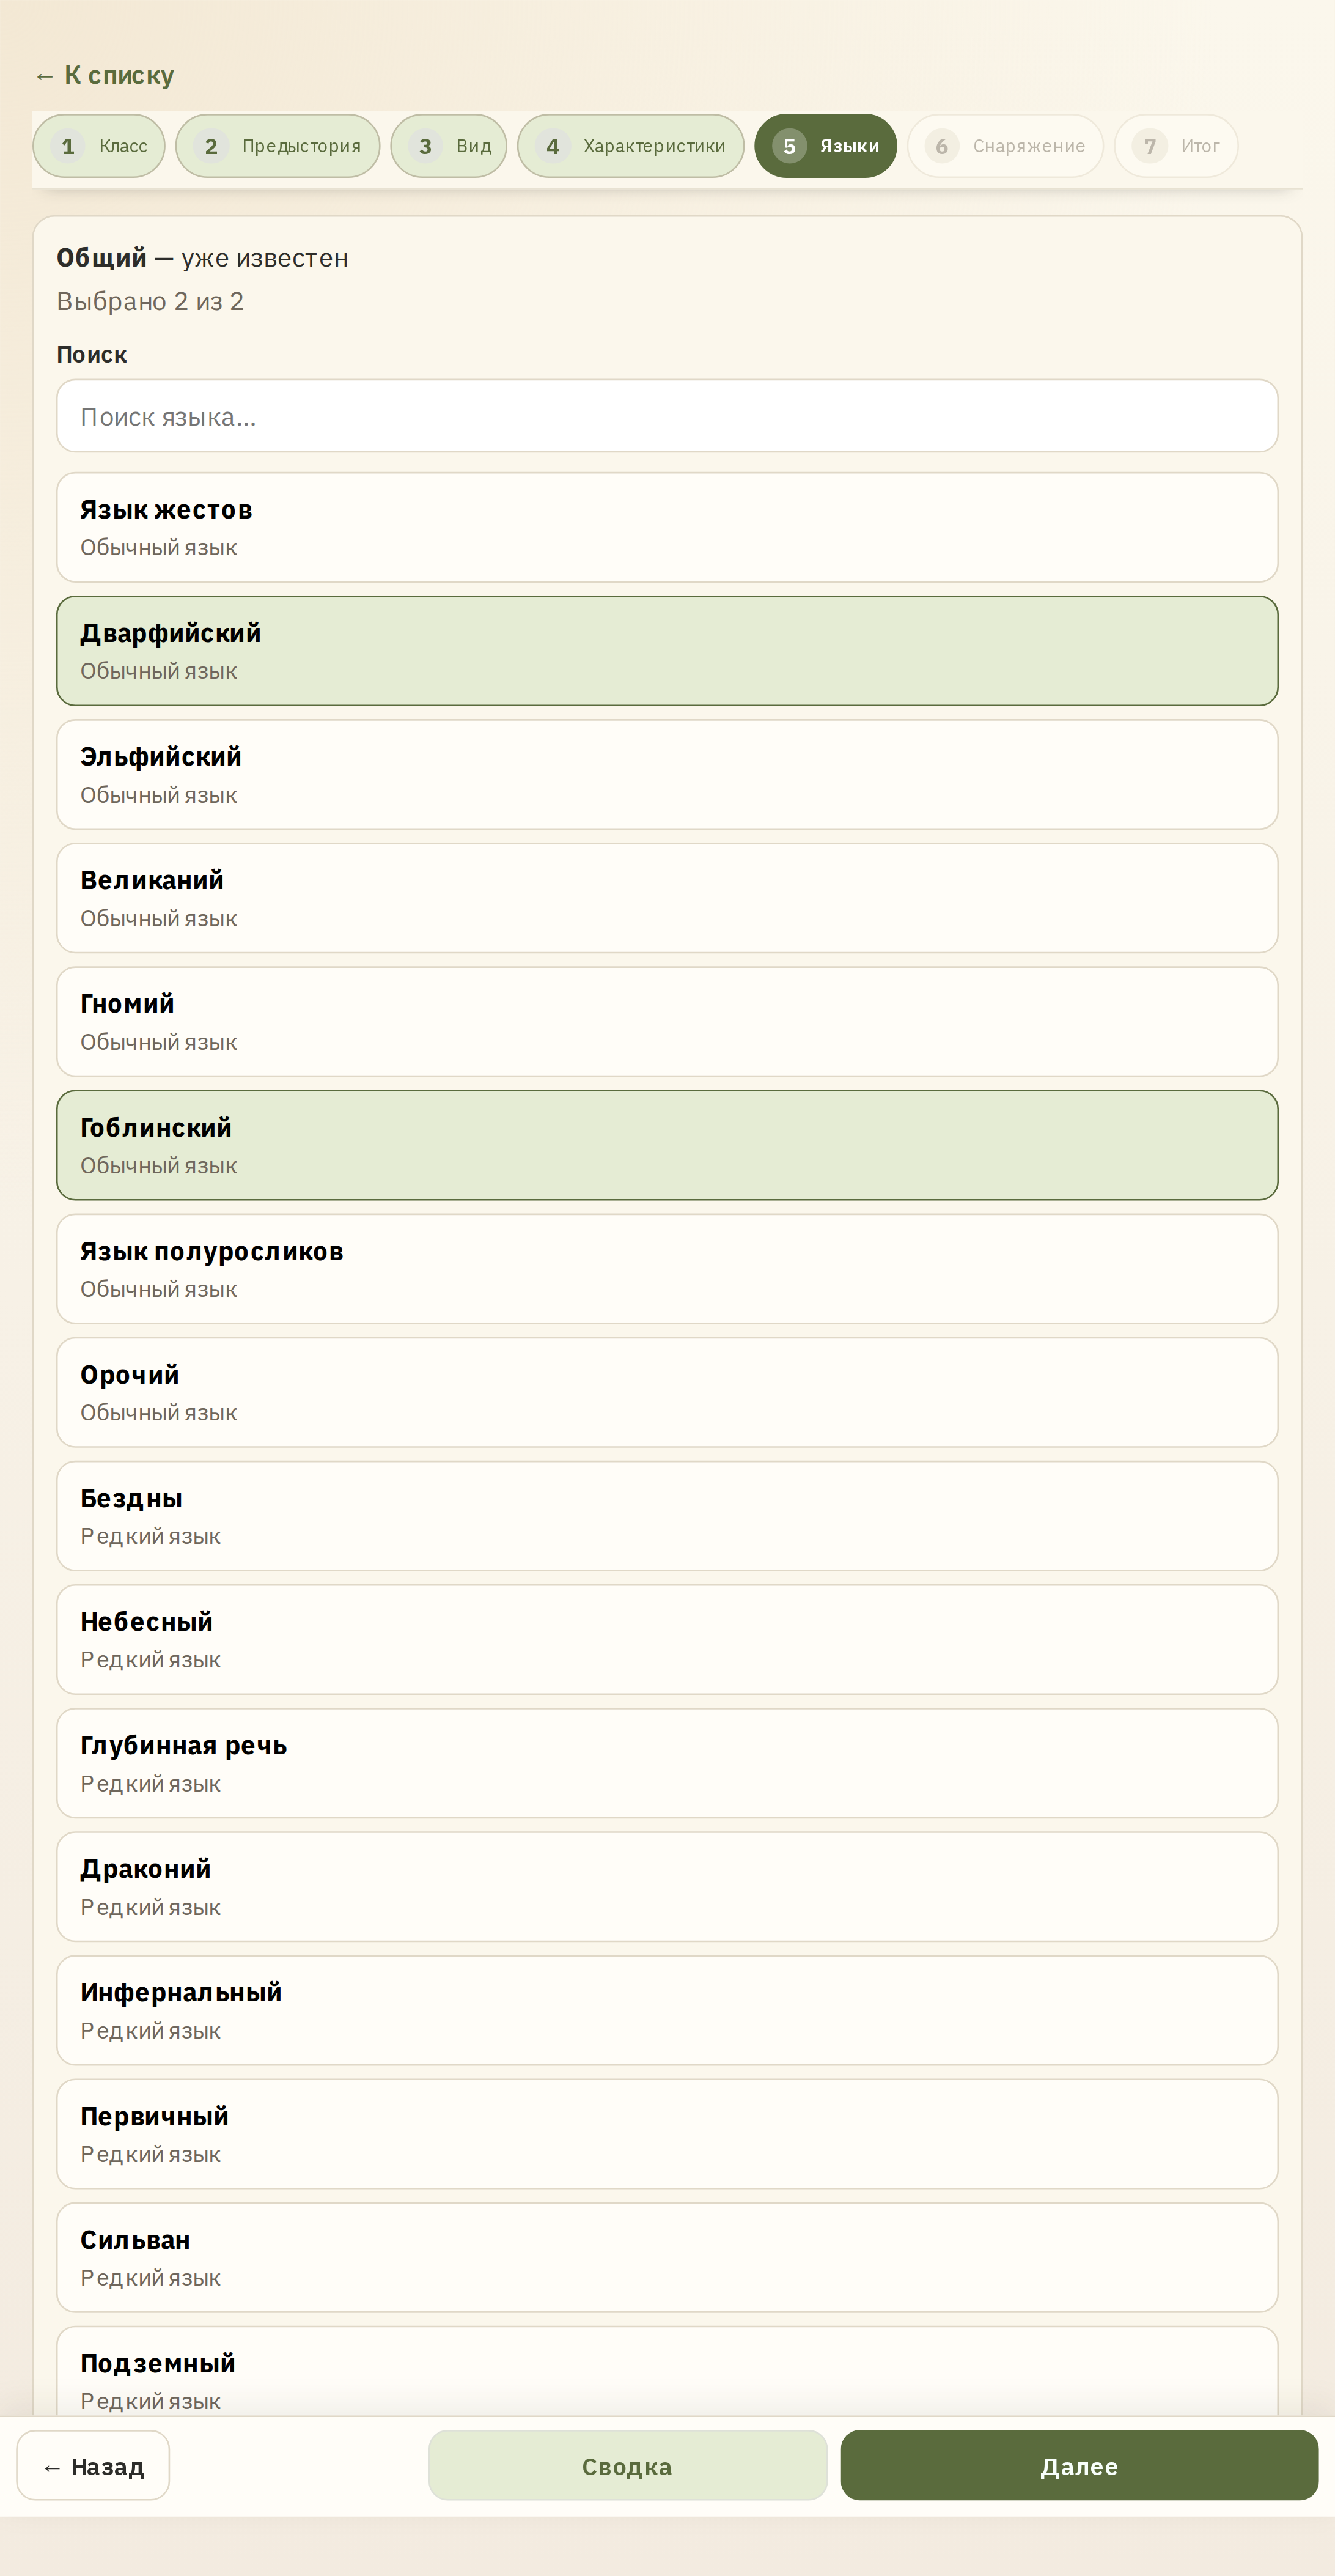 ← К списку
1 Класс 2 Предыстория 3 Вид 4 Характеристики 5 Языки 6 Снаряжение 7 Итог
Общий — уже известен
Выбрано 2 из 2
Поиск
Поиск языка...
Язык жестов
Обычный язык
Дварфийский
Обычный язык
Эльфийский
Обычный язык
Великаний
Обычный язык
Гномий
Обычный язык
Гоблинский
Обычный язык
Язык полуросликов
Обычный язык
Орочий
Обычный язык
Бездны
Редкий язык
Небесный
Редкий язык
Глубинная речь
Редкий язык
Драконий
Редкий язык
Инфернальный
Редкий язык
Первичный
Редкий язык
Сильван
Редкий язык
Подземный
Редкий язык
← Назад Сводка Далее